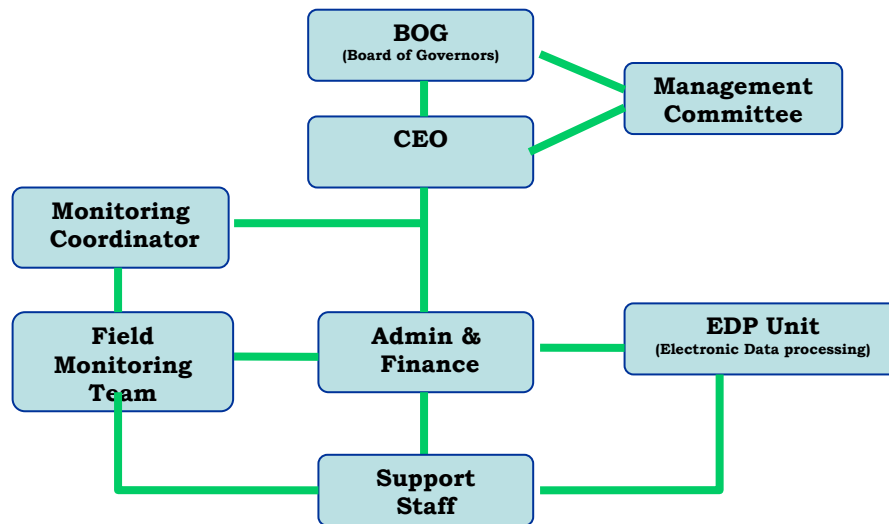 BOG
(Board of Governors)
Management
Committee
CEO
Monitoring
Coordinator
Field
Monitoring
Team
Admin &
Finance
EDP Unit
(Electronic Data processing)
Support
Staff